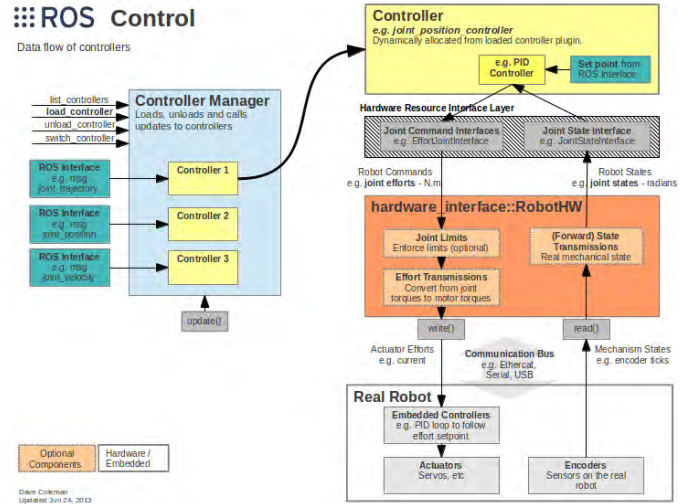 ROS Control
Data flow of controllers
list_controllers
load_controller
unload_controller
switch_controller
Controller Manager
Loads, unloads and calls
updates to controllers
ROS Interface
e.g. msg
joint_trajectory
Controller 1
ROS Interface
e.g. msg
joint_position
Controller 2
ROS Interface
e.g. msg
joint_velocity
Controller 3
update()
Controller
e.g. joint_position_controller
Dynamically allocated from loaded controller plugin.
e.g. PID
Controller
Set point from
ROS Interface
Hardware Resource Interface Layer
Joint Command Interfaces
e.g. EffortJointInterface
Joint State Interface
e.g. JointStateInterface
Robot Commands
e.g. joint efforts - N.m
Robot States
e.g. joint states - radians
hardware_interface::RobotHW
Joint Limits
Enforce limits (optional)
(Forward) State
Transmissions
Real mechanical state
Effort Transmissions
Convert from joint
torques to motor torques
write()
read()
Actuator Efforts
e.g. current
Communication Bus
e.g. Ethercat,
Serial, USB
Mechanism States
e.g. encoder ticks
Real Robot
Embedded Controllers
e.g. PID loop to follow
effort setpoint
Actuators
Servos, etc
Encoders
Sensors on the real
robot
Optional
Components
Hardware /
Embedded
Dave Coleman
Updated Jun 24, 2013